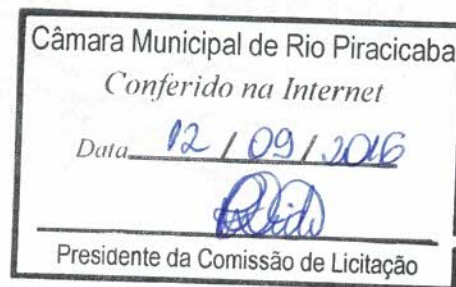 Câmara Municipal de Rio Piracicaba
Conferido na Internet
Data 12 / 09 / 2016
Presidente da Comissão de Licitação